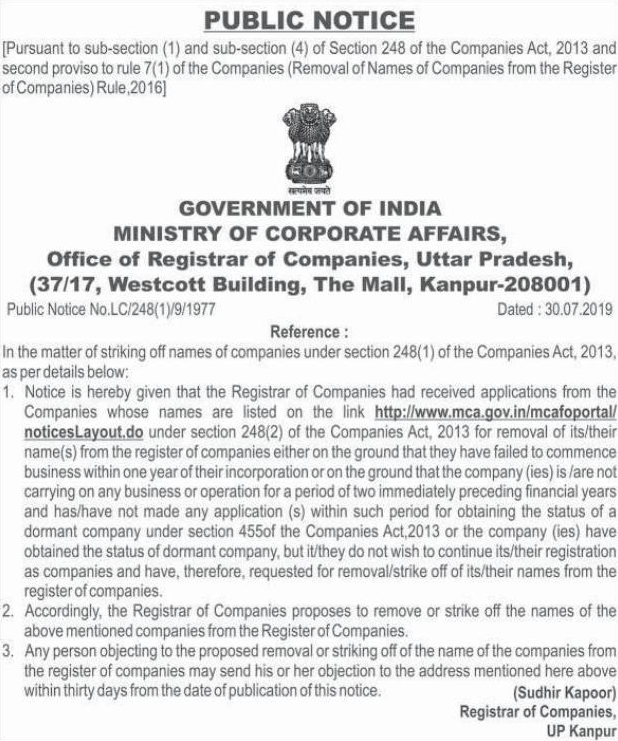 PUBLIC NOTICE
[Pursuant to sub-section (1) and sub-section (4) of Section 248 of the Companies Act, 2013 and
second proviso to rule 7(1) of the Companies (Removal of Names of Companies from the Register
of Companies) Rule,2016]
सत्यमेव जयते
GOVERNMENT OF INDIA
MINISTRY OF CORPORATE AFFAIRS,
Office of Registrar of Companies, Uttar Pradesh,
(37/17, Westcott Building, The Mall, Kanpur-208001)
Public Notice No.LC/248(1)/9/1977 Dated : 30.07.2019
Reference :
In the matter of striking off names of companies under section 248(1) of the Companies Act, 2013,
as per details below:
1. Notice is hereby given that the Registrar of Companies had received applications from the
Companies whose names are listed on the link http://www.mca.gov.in/mcafoportal/
noticesLayout.do under section 248(2) of the Companies Act, 2013 for removal of its/their
name(s) from the register of companies either on the ground that they have failed to commence
business within one year of their incorporation or on the ground that the company (ies) is /are not
carrying on any business or operation for a period of two immediately preceding financial years
and has/have not made any application (s) within such period for obtaining the status of a
dormant company under section 455of the Companies Act,2013 or the company (ies) have
obtained the status of dormant company, but it/they do not wish to continue its/their registration
as companies and have, therefore, requested for removal/strike off of its/their names from the
register of companies.
2. Accordingly, the Registrar of Companies proposes to remove or strike off the names of the
above mentioned companies from the Register of Companies.
3. Any person objecting to the proposed removal or striking off of the name of the companies from
the register of companies may send his or her objection to the address mentioned here above
within thirty days from the date of publication of this notice. (Sudhir Kapoor)
Registrar of Companies,
UP Kanpur